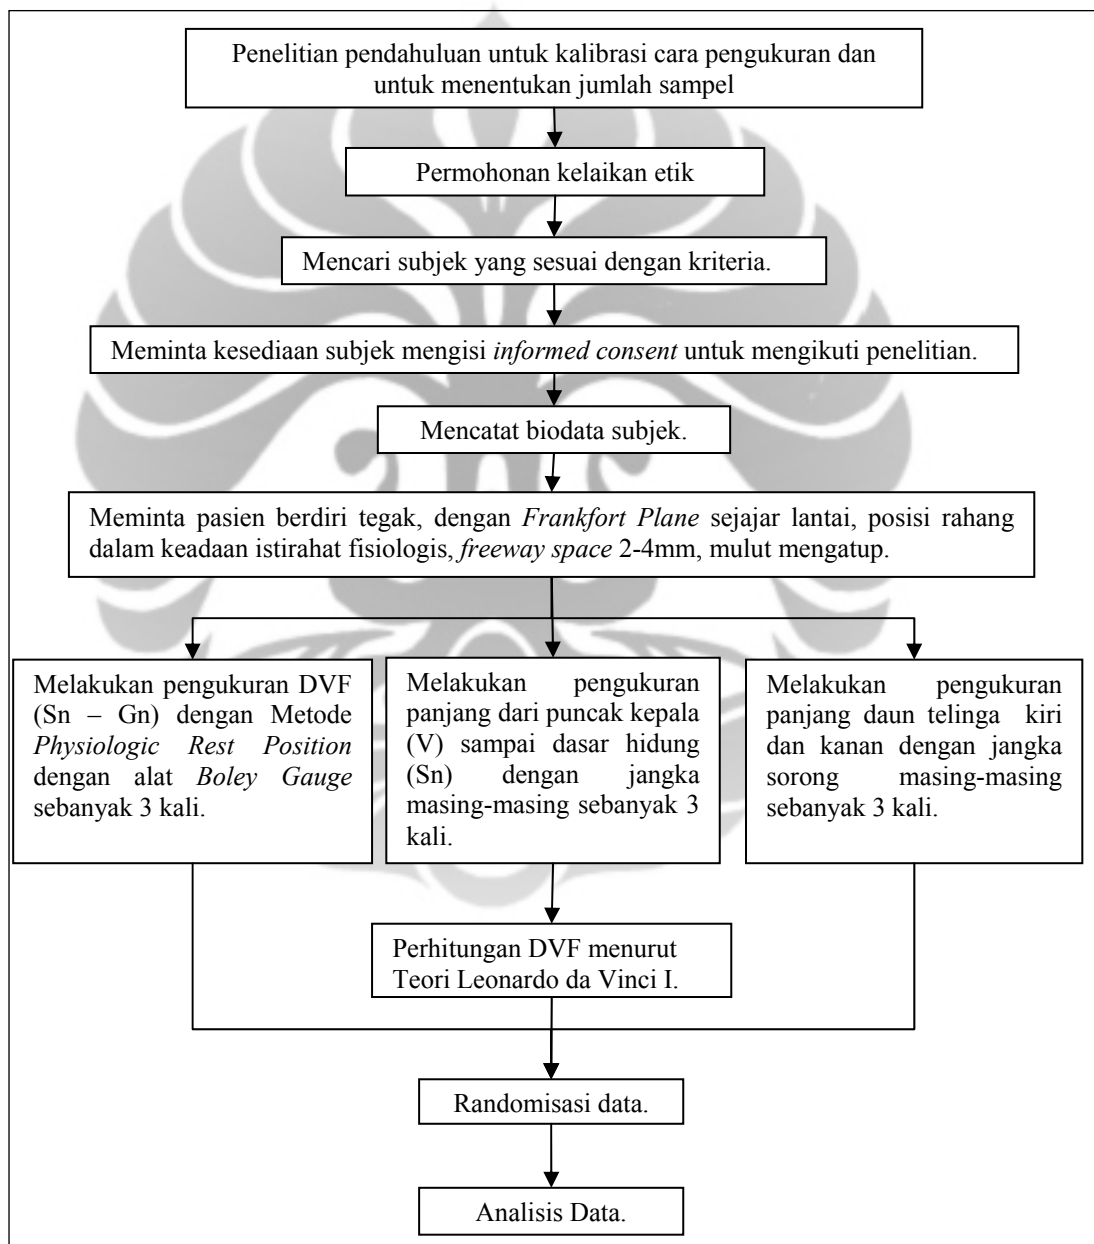 Penelitian pendahuluan untuk kalibrasi cara pengukuran dan
untuk menentukan jumlah sampel
Permohonan kelaikan etik
Mencari subjek yang sesuai dengan kriteria.
Meminta kesediaan subjek mengisi informed consent untuk mengikuti penelitian.
Mencatat biodata subjek.
Meminta pasien berdiri tegak, dengan Frankfort Plane sejajar lantai, posisi rahang
dalam keadaan istirahat fisiologis, freeway space 2-4mm, mulut mengatup.
Melakukan pengukuran DVF
(Sn – Gn) dengan Metode
Physiologic Rest Position
dengan alat Boley Gauge
sebanyak 3 kali.
Melakukan pengukuran
panjang dari puncak kepala
(V) sampai dasar hidung
(Sn) dengan jangka
masing-masing sebanyak 3
kali.
Melakukan pengukuran
panjang daun telinga kiri
dan kanan dengan jangka
sorong masing-masing
sebanyak 3 kali.
Perhitungan DVF menurut
Teori Leonardo da Vinci I.
Randomisasi data.
Analisis Data.